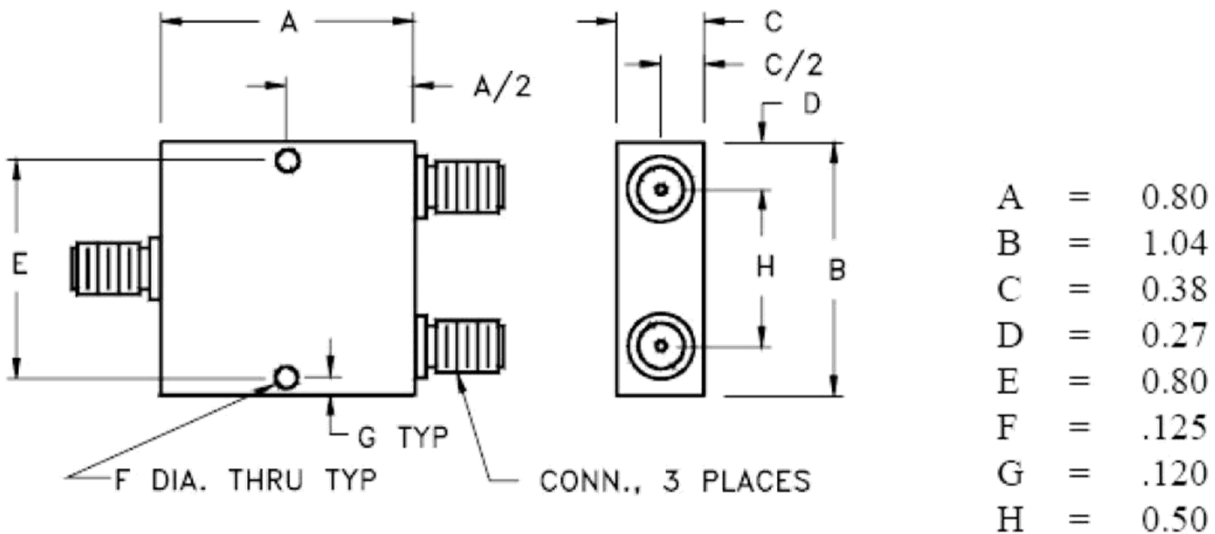 A
A/2
C
C/2
D
E
H
B
G TYP
F DIA. THRU TYP
CONN., 3 PLACES
A = 0.80
B = 1.04
C = 0.38
D = 0.27
E = 0.80
F = .125
G = .120
H = 0.50